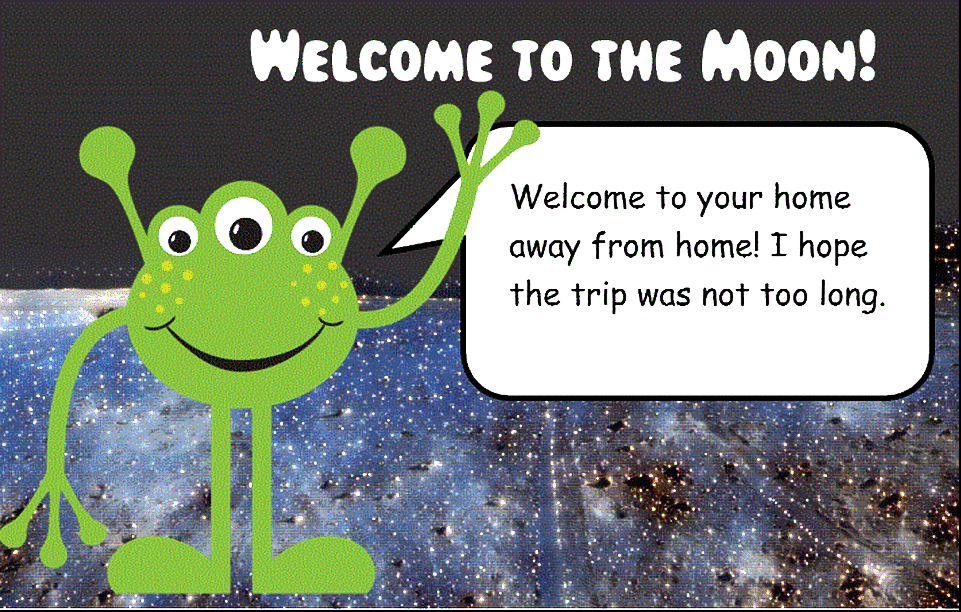 Welcome to the Moon!
Welcome to your home
away from home! I hope
the trip was not too long.